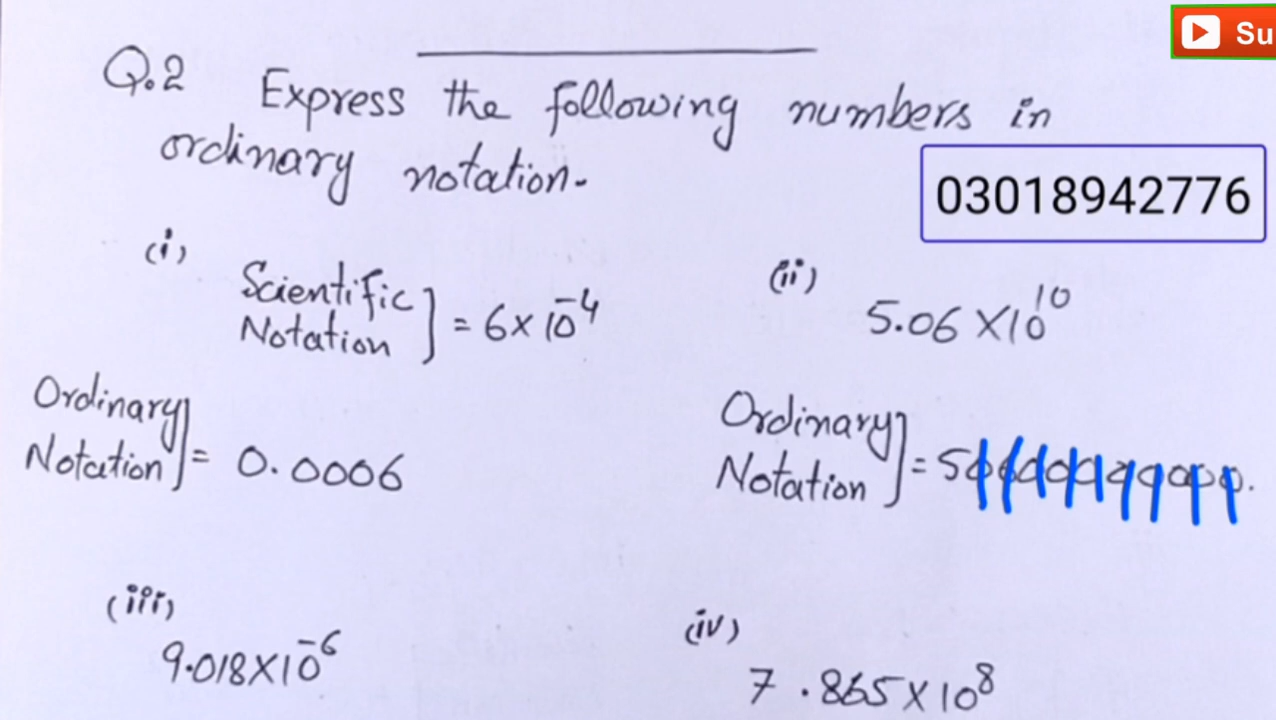 Su
Q.2 Express the following numbers in
ordinary notation.
03018942776
(i) Scientific Notation] = 6×10⁻⁴
(ii) 5.06 ×10¹⁰
Ordinary Notation] = 0.0006
Ordinary Notation] =
(iii)
9.018×10⁻⁶
(iv)
7.865×10⁸